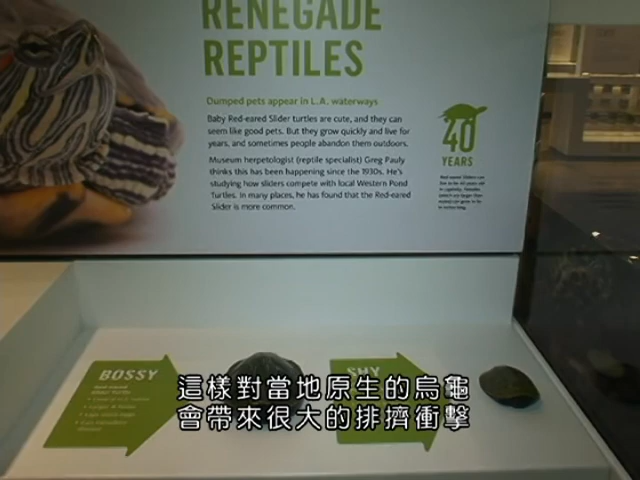 RENEGADE
REPTILES
Dumped pets appear in L.A. waterways
Baby Red-eared Slider turtles are cute, and they can
seem like good pets. But they grow quickly and live for
years, and sometimes people abandon them outdoors.
Museum herpetologist (reptile specialist) Greg Pauly
thinks this has been happening since the 1930s. He's
studying how sliders compete with local Western Pond
Turtles. In many places, he has found that the Red-eared
Slider is more common.
40
YEARS
BOSSY
SHY
這樣對當地原生的烏龜
會帶來很大的排擠衝擊